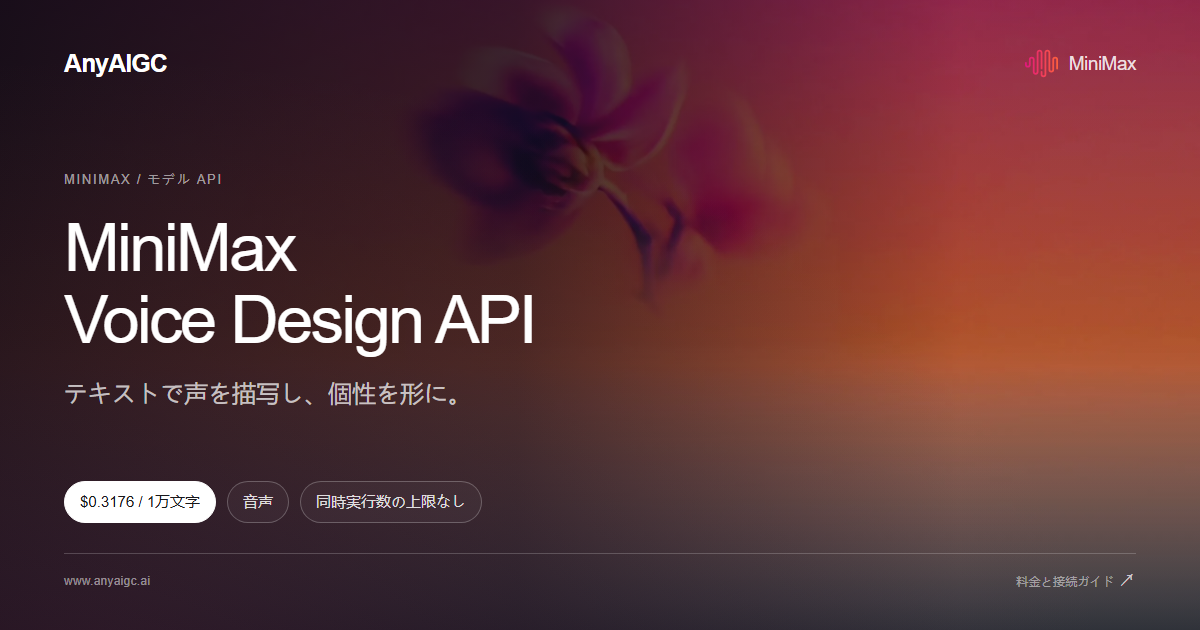 AnyAIGC
MiniMax
MINIMAX / モデル API
MiniMax
Voice Design API
テキストで声を描写し、個性を形に。
$0.3176 / 1万文字
音声
同時実行数の上限なし
www.anyaigc.ai
料金と接続ガイド ↗